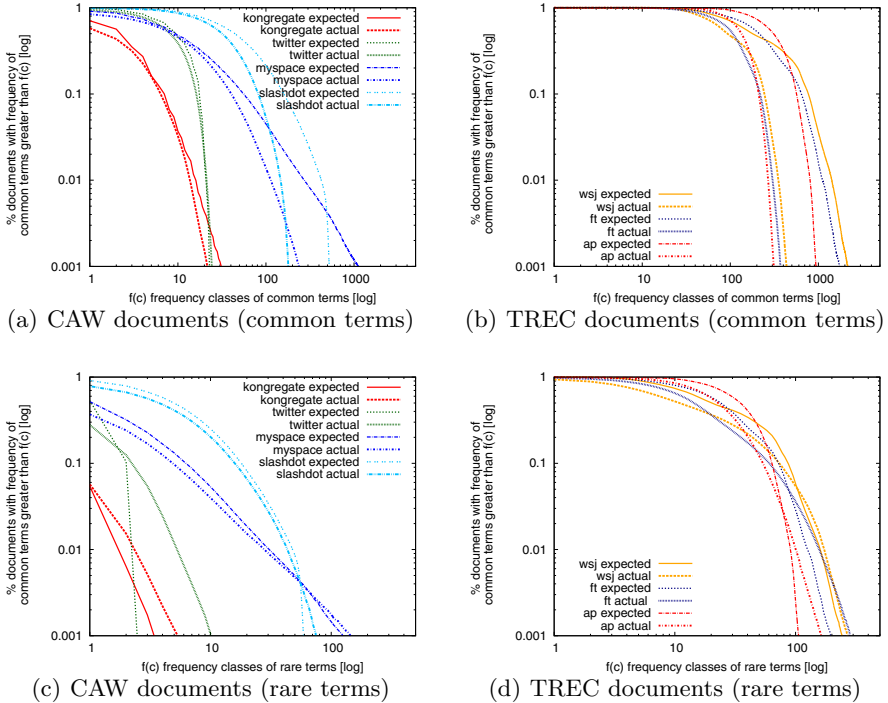 % documents with frequency of
common terms greater than f(c) [log]
1
0.1
0.01
0.001
1 10 100 1000
f(c) frequency classes of common terms [log]
kongregate expected
kongregate actual
twitter expected
twitter actual
myspace expected
myspace actual
slashdot expected
slashdot actual
(a) CAW documents (common terms)
% documents with frequency of
common terms greater than f(c) [log]
1
0.1
0.01
0.001
1 10 100 1000
f(c) frequency classes of common terms [log]
wsj expected
wsj actual
ft expected
ft actual
ap expected
ap actual
(b) TREC documents (common terms)
% documents with frequency of
common terms greater than f(c) [log]
1
0.1
0.01
0.001
1 10 100
f(c) frequency classes of rare terms [log]
kongregate expected
kongregate actual
twitter expected
twitter actual
myspace expected
myspace actual
slashdot expected
slashdot actual
(c) CAW documents (rare terms)
% documents with frequency of
common terms greater than f(c) [log]
1
0.1
0.01
0.001
1 10 100
f(c) frequency classes of rare terms [log]
wsj expected
wsj actual
ft expected
ft actual
ap expected
ap actual
(d) TREC documents (rare terms)